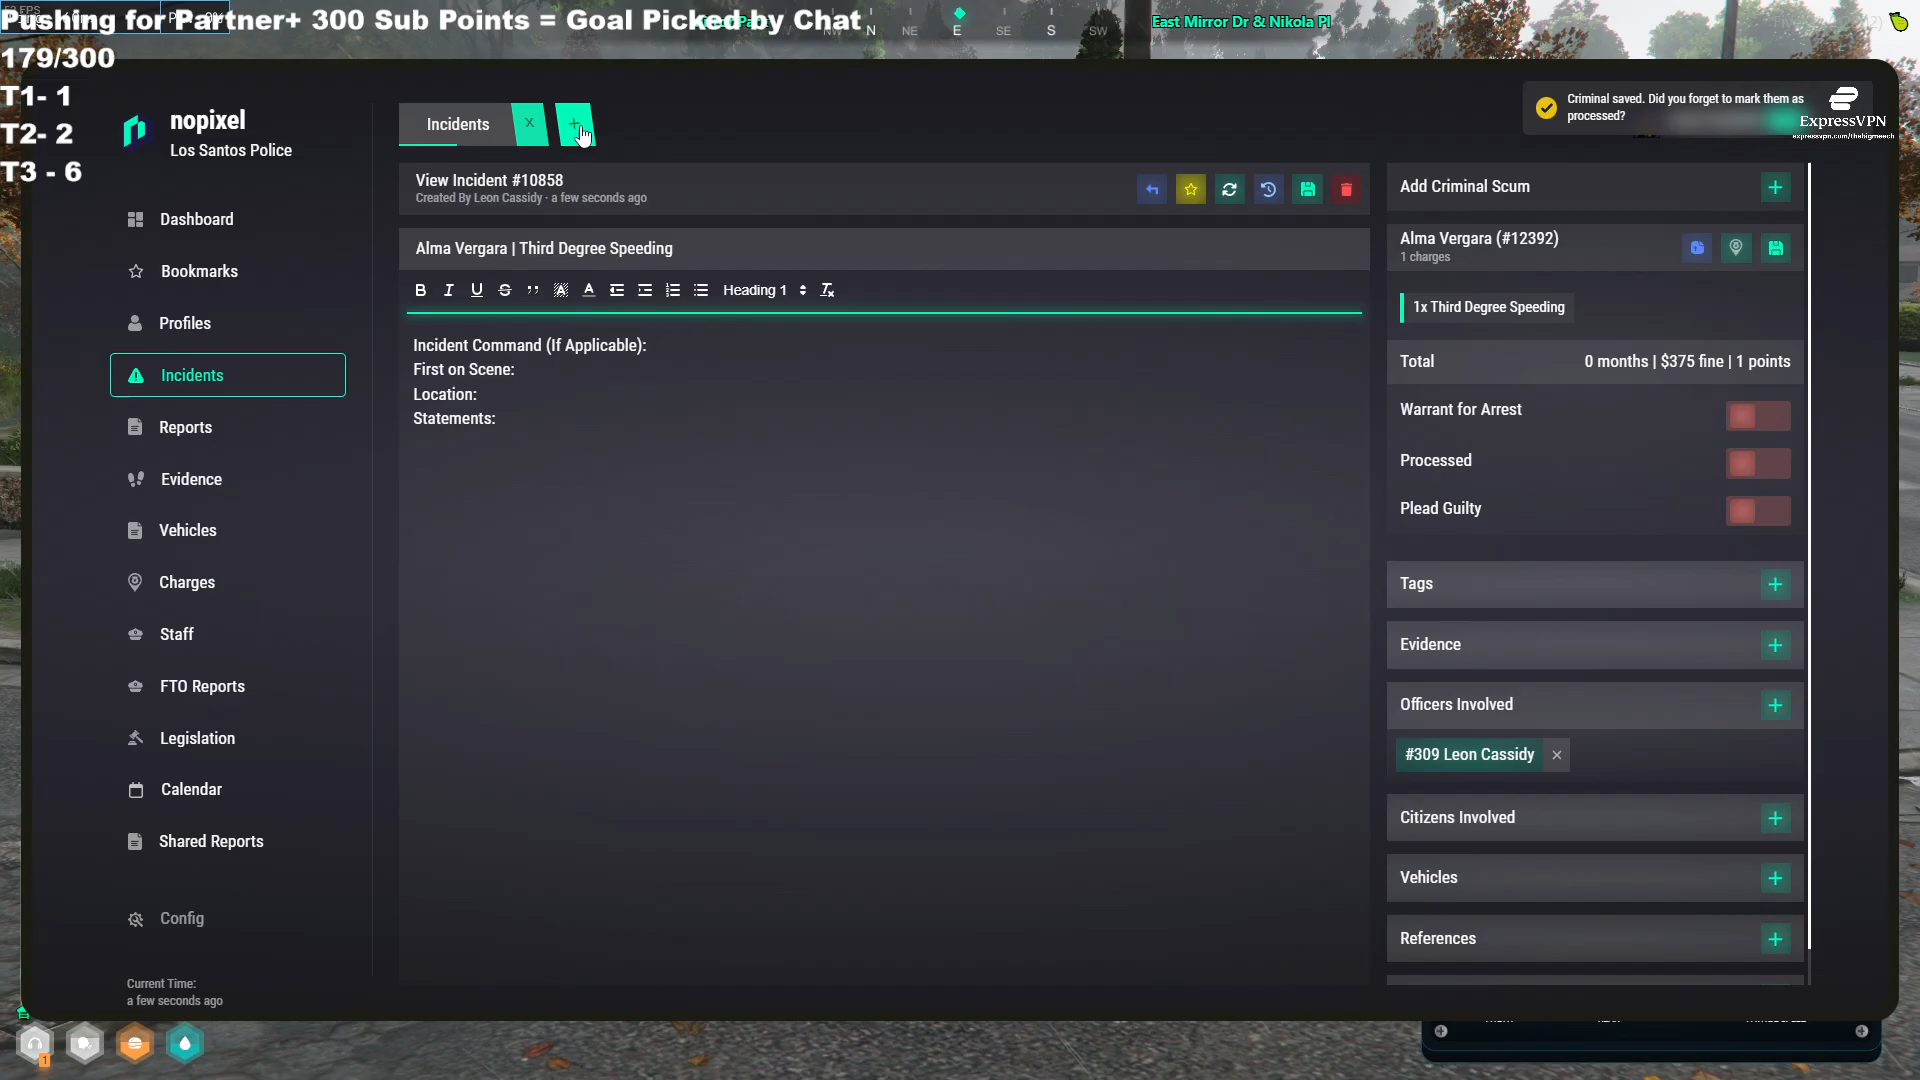 Pushing for Partner+ 300 Sub Points = Goal Picked by Chat
179/300
T1- 1
T2- 2
T3 - 6
N
NE
E
SE
S
SW
East Mirror Dr & Nikola Pl
nopixel
Los Santos Police
Dashboard
Bookmarks
Profiles
Incidents
Reports
Evidence
Vehicles
Charges
Staff
FTO Reports
Legislation
Calendar
Shared Reports
Config
Current Time:
a few seconds ago
1
Incidents
X
+
View Incident #10858
Created By Leon Cassidy - a few seconds ago
Alma Vergara | Third Degree Speeding
B I U S Heading 1
Incident Command (If Applicable):
First on Scene:
Location:
Statements:
Criminal saved. Did you forget to mark them as
processed?
ExpressVPN
expressvpn.com/thebigmeech
Add Criminal Scum
Alma Vergara (#12392)
1 charges
1x Third Degree Speeding
Total 0 months | $375 fine | 1 points
Warrant for Arrest
Processed
Plead Guilty
Tags
Evidence
Officers Involved
#309 Leon Cassidy ×
Citizens Involved
Vehicles
References